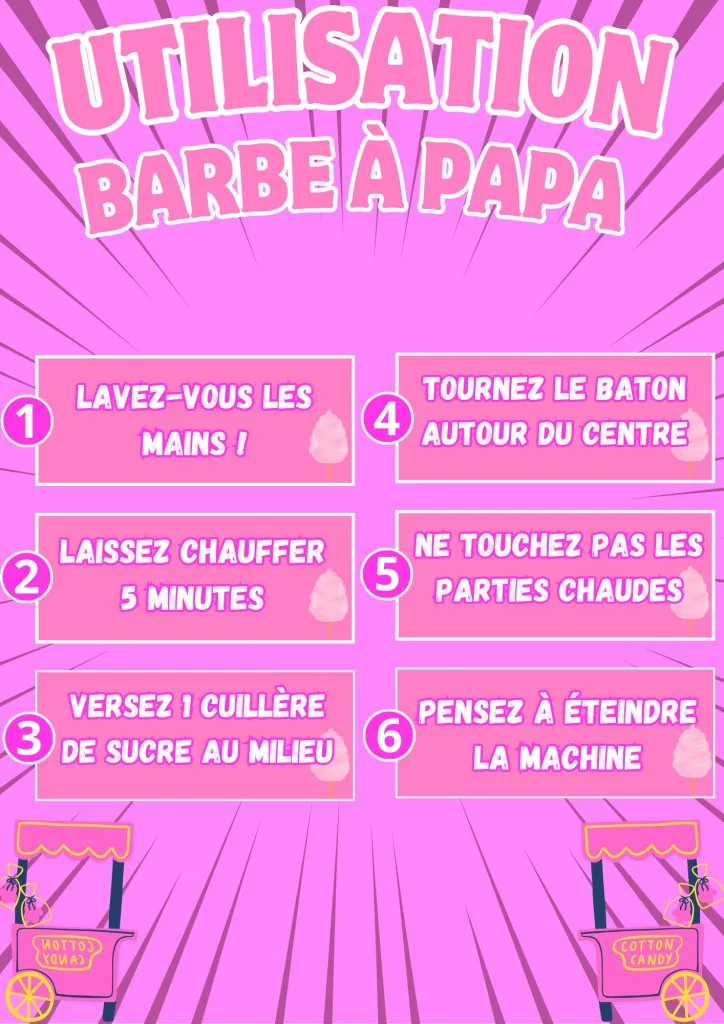 UTILISATION
BARBE À PAPA
1
LAVEZ-VOUS LES
MAINS !
2
LAISSEZ CHAUFFER
5 MINUTES
3
VERSEZ 1 CUILLÈRE
DE SUCRE AU MILIEU
4
TOURNEZ LE BATON
AUTOUR DU CENTRE
5
NE TOUCHEZ PAS LES
PARTIES CHAUDES
6
PENSEZ À ÉTEINDRE
LA MACHINE
COTTON
CANDY
COTTON
CANDY